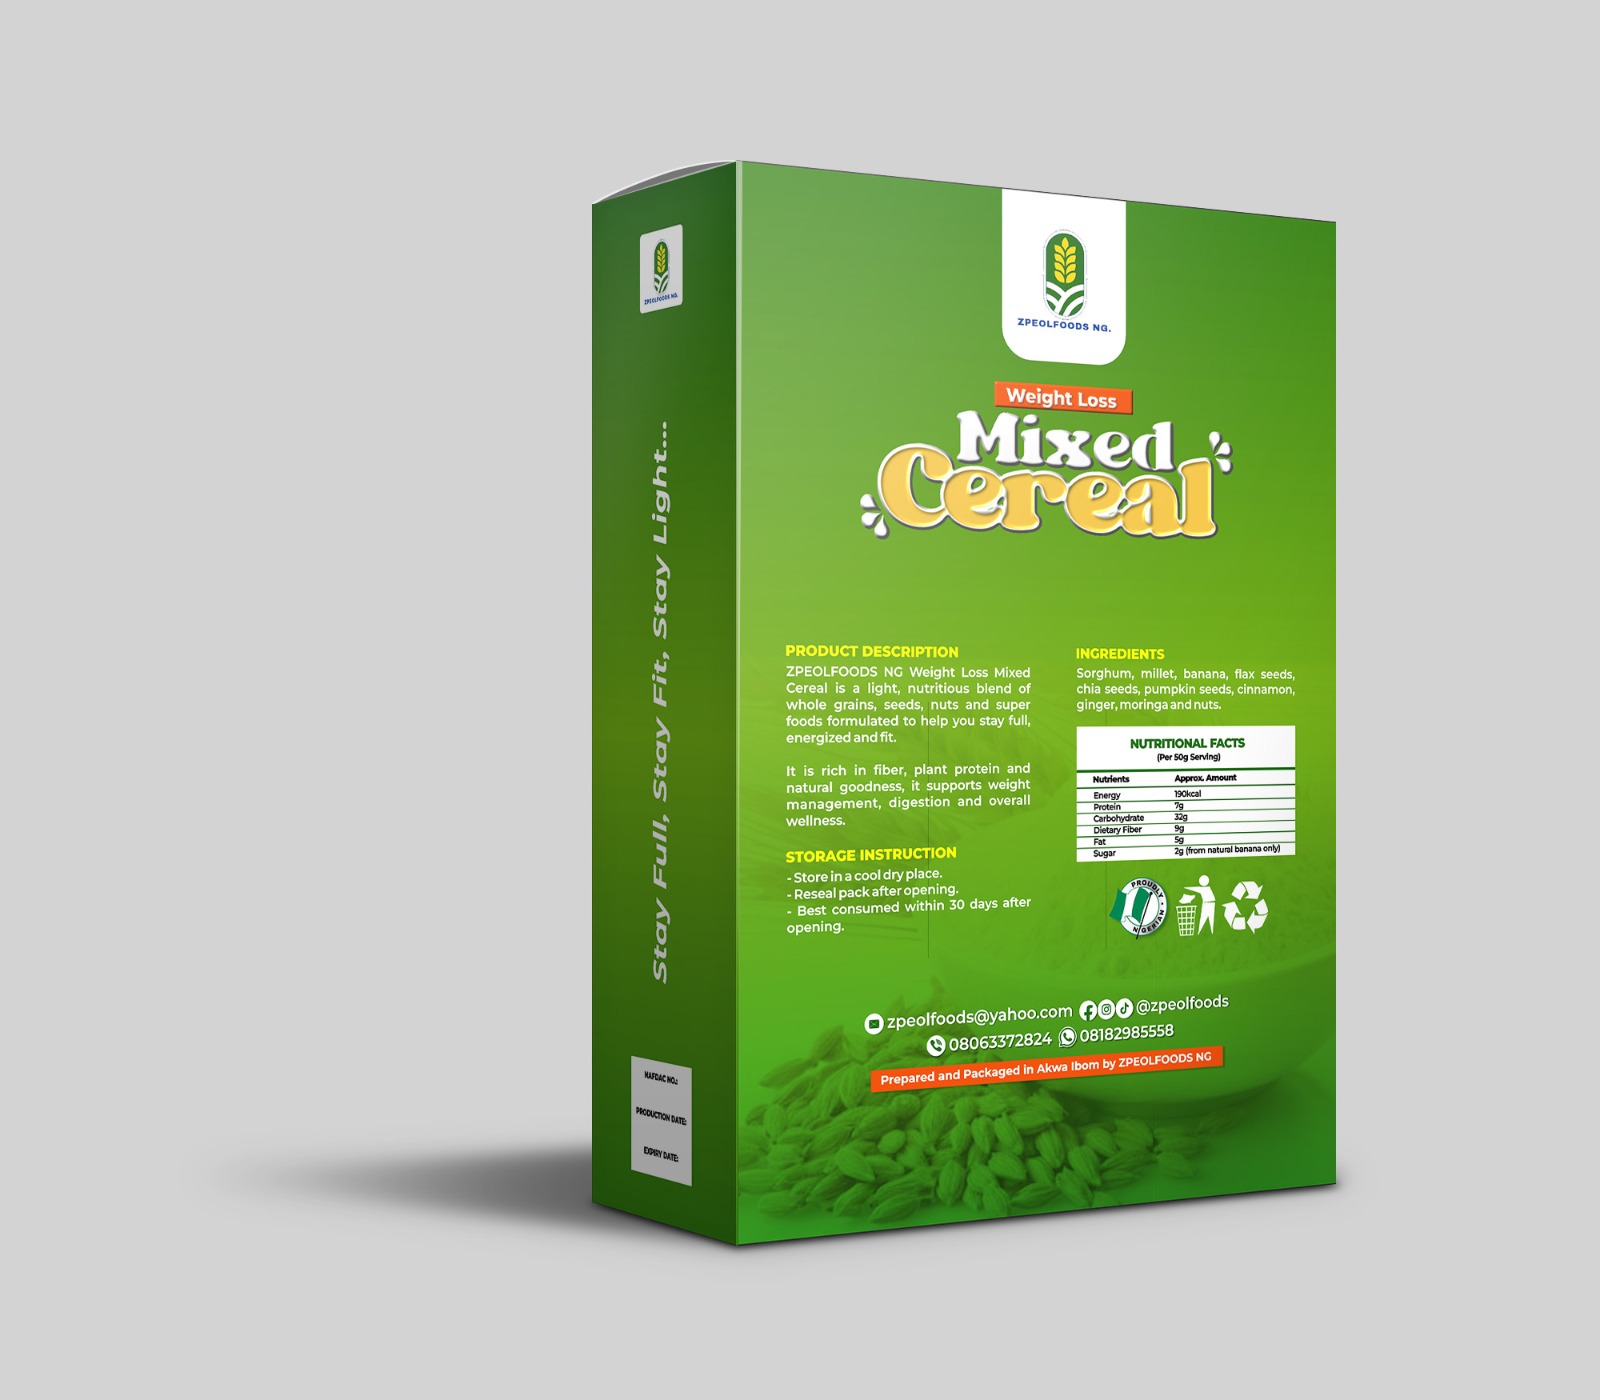 ZPEOLFOODS NG.
Stay Full, Stay Fit, Stay Light...
NAFDAC NO.:
PRODUCTION DATE:
EXPIRY DATE:
ZPEOLFOODS NG.
Weight Loss
Mixed
Cereal
PRODUCT DESCRIPTION
ZPEOLFOODS NG Weight Loss Mixed
Cereal is a light, nutritious blend of
whole grains, seeds, nuts and super
foods formulated to help you stay full,
energized and fit.
It is rich in fiber, plant protein and
natural goodness, it supports weight
management, digestion and overall
wellness.
STORAGE INSTRUCTION
- Store in a cool dry place.
- Reseal pack after opening.
- Best consumed within 30 days after
opening.
INGREDIENTS
Sorghum, millet, banana, flax seeds,
chia seeds, pumpkin seeds, cinnamon,
ginger, moringa and nuts.
NUTRITIONAL FACTS
(Per 50g Serving)
Nutrients Approx. Amount
Energy 190kcal
Protein 7g
Carbohydrate 32g
Dietary Fiber 9g
Fat 5g
Sugar 2g (from natural banana only)
PROUDLY
NIGERIAN
zpeolfoods@yahoo.com @zpeolfoods
08063372824 08182985558
Prepared and Packaged in Akwa Ibom by ZPEOLFOODS NG